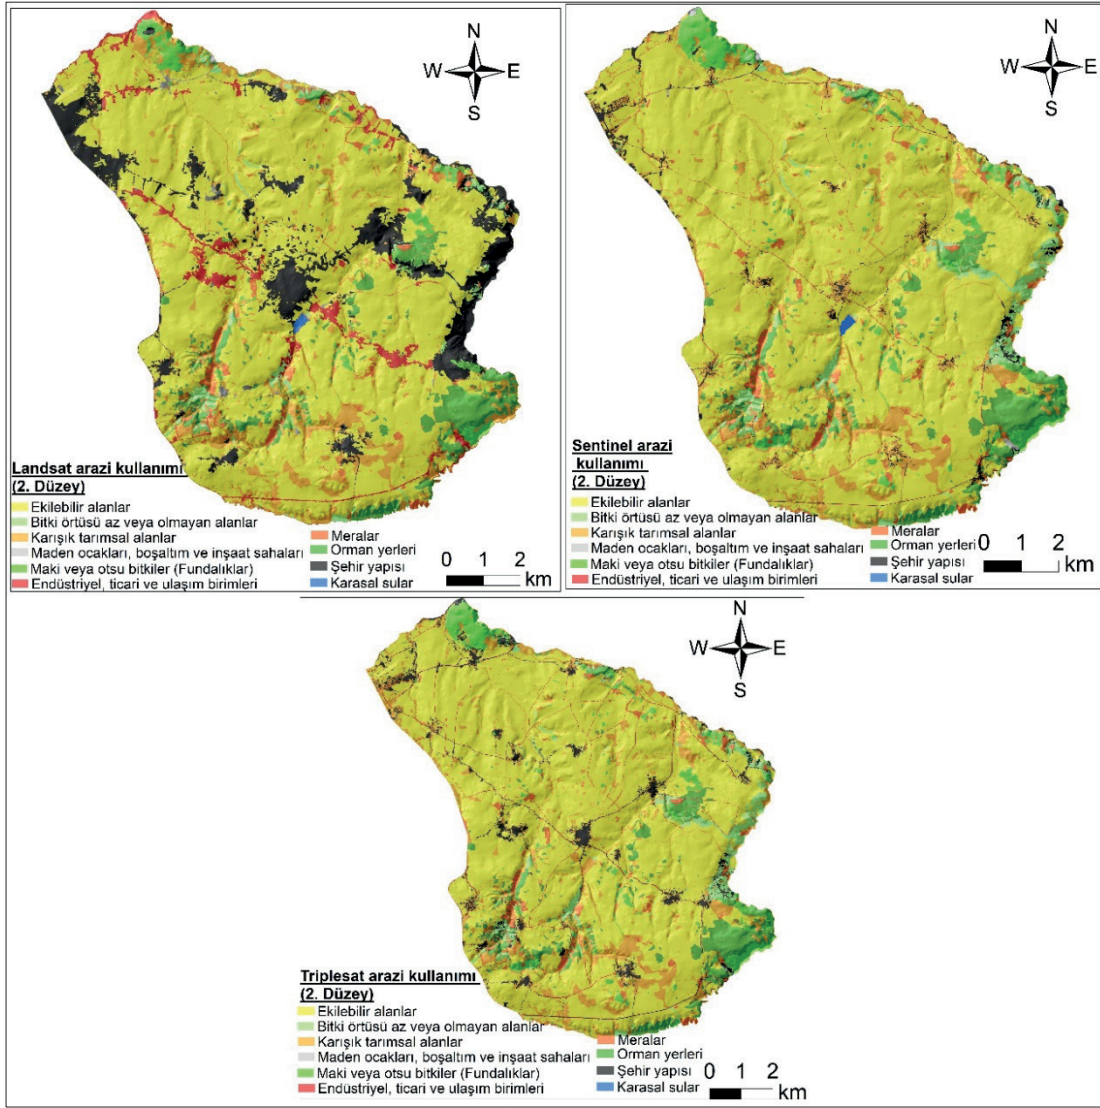 N
W E
S
Landsat arazi kullanımı
(2. Düzey)
Ekilebilir alanlar
Bitki örtüsü az veya olmayan alanlar
Karışık tarımsal alanlar
Maden ocakları, boşaltım ve inşaat sahaları
Maki veya otsu bitkiler (Fundalıklar)
Endüstriyel, ticari ve ulaşım birimleri
Meralar
Orman yerleri
Şehir yapısı
Karasal sular
0 1 2
km
N
W E
S
Sentinel arazi
kullanımı
(2. Düzey)
Ekilebilir alanlar
Bitki örtüsü az veya olmayan alanlar
Karışık tarımsal alanlar
Maden ocakları, boşaltım ve inşaat sahaları
Maki veya otsu bitkiler (Fundalıklar)
Endüstriyel, ticari ve ulaşım birimleri
Meralar
Orman yerleri
Şehir yapısı
Karasal sular
0 1 2
km
N
W E
S
Triplesat arazi kullanımı
(2. Düzey)
Ekilebilir alanlar
Bitki örtüsü az veya olmayan alanlar
Karışık tarımsal alanlar
Maden ocakları, boşaltım ve inşaat sahaları
Maki veya otsu bitkiler (Fundalıklar)
Endüstriyel, ticari ve ulaşım birimleri
Meralar
Orman yerleri
Şehir yapısı
Karasal sular
0 1 2
km